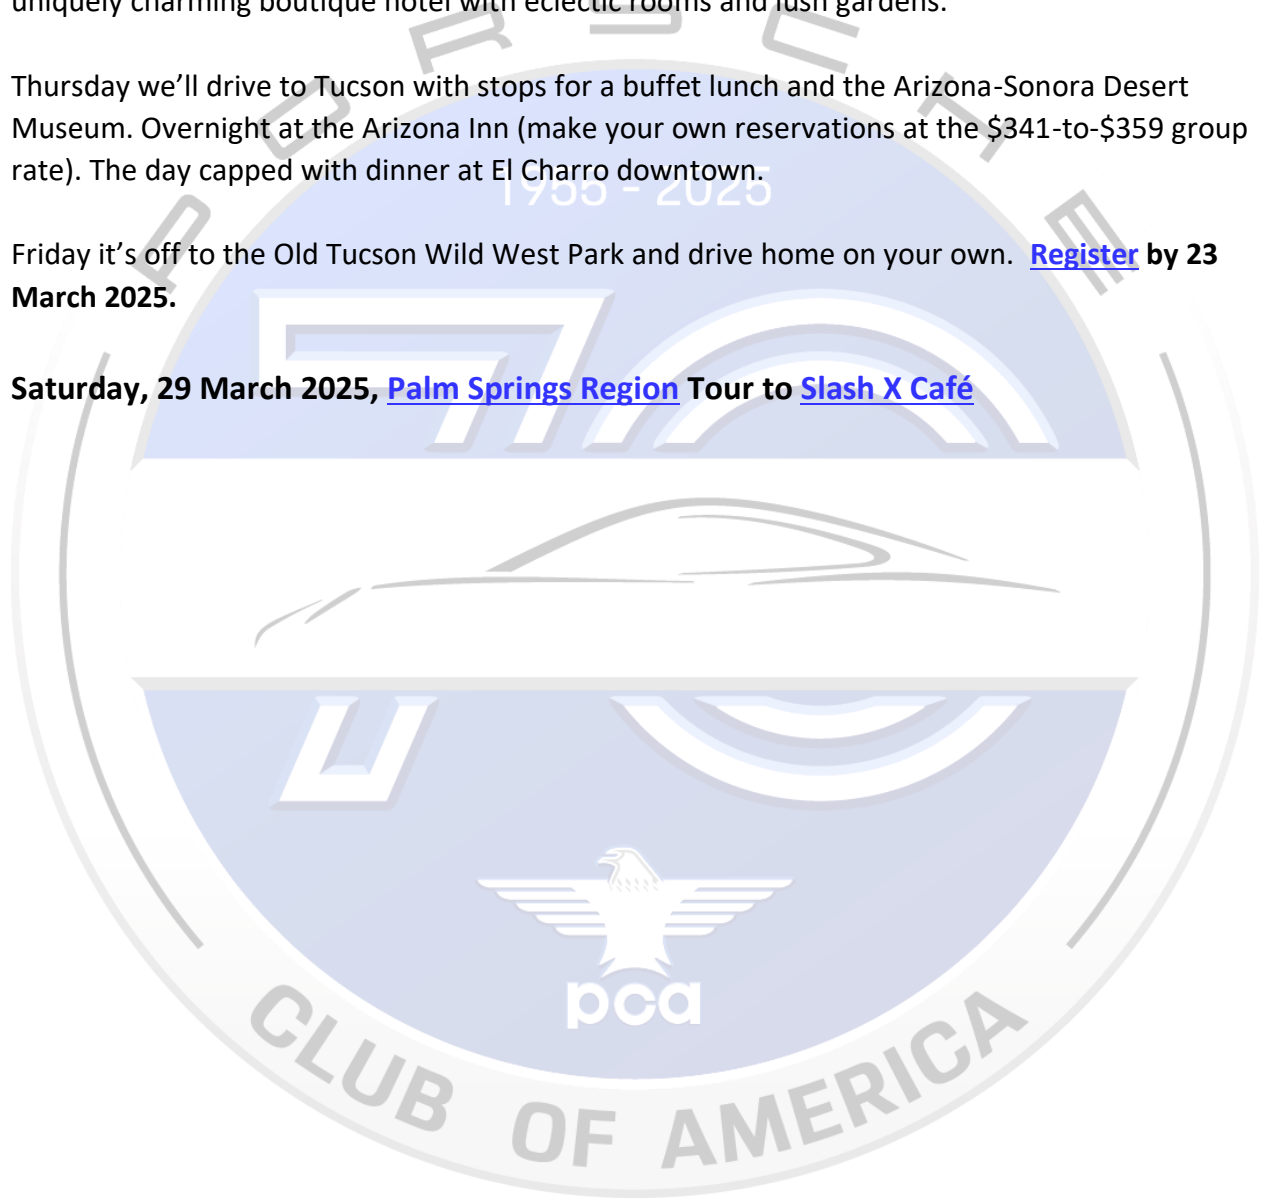 uniquely charming boutique hotel with eclectic rooms and lush gardens.
Thursday we’ll drive to Tucson with stops for a buffet lunch and the Arizona-Sonora Desert
Museum. Overnight at the Arizona Inn (make your own reservations at the $341-to-$359 group
rate). The day capped with dinner at El Charro downtown.
Friday it’s off to the Old Tucson Wild West Park and drive home on your own. Register by 23
March 2025.
Saturday, 29 March 2025, Palm Springs Region Tour to Slash X Café
PORSCHE
1955 - 2025
70
pca
CLUB OF AMERICA